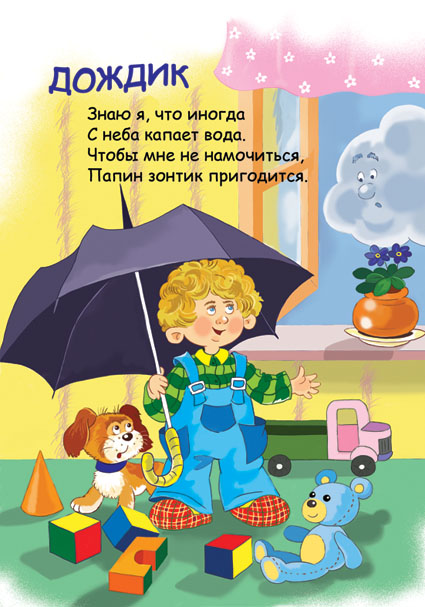 ДОЖДИК
Знаю я, что иногда
С неба капает вода.
Чтобы мне не намочиться,
Папин зонтик пригодится.